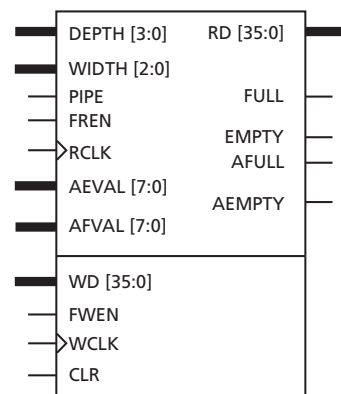 DEPTH [3:0] RD [35:0]
WIDTH [2:0]
PIPE FULL
FREN
EMPTY
RCLK AFULL
AEVAL [7:0]
AEMPTY
AFVAL [7:0]
WD [35:0]
FWEN
WCLK
CLR